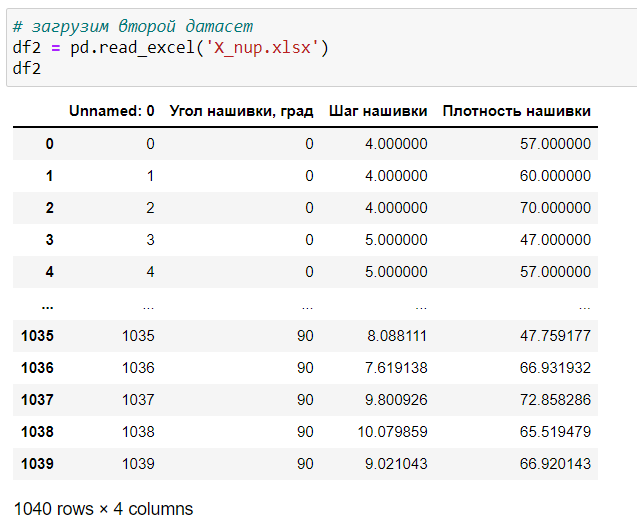 # загрузим второй датасет
df2 = pd.read_excel('X_nup.xlsx')
df2
Unnamed: 0 Угол нашивки, град Шаг нашивки Плотность нашивки
0 0 0 4.000000 57.000000
1 1 0 4.000000 60.000000
2 2 0 4.000000 70.000000
3 3 0 5.000000 47.000000
4 4 0 5.000000 57.000000
... ... ... ... ...
1035 1035 90 8.088111 47.759177
1036 1036 90 7.619138 66.931932
1037 1037 90 9.800926 72.858286
1038 1038 90 10.079859 65.519479
1039 1039 90 9.021043 66.920143
1040 rows × 4 columns